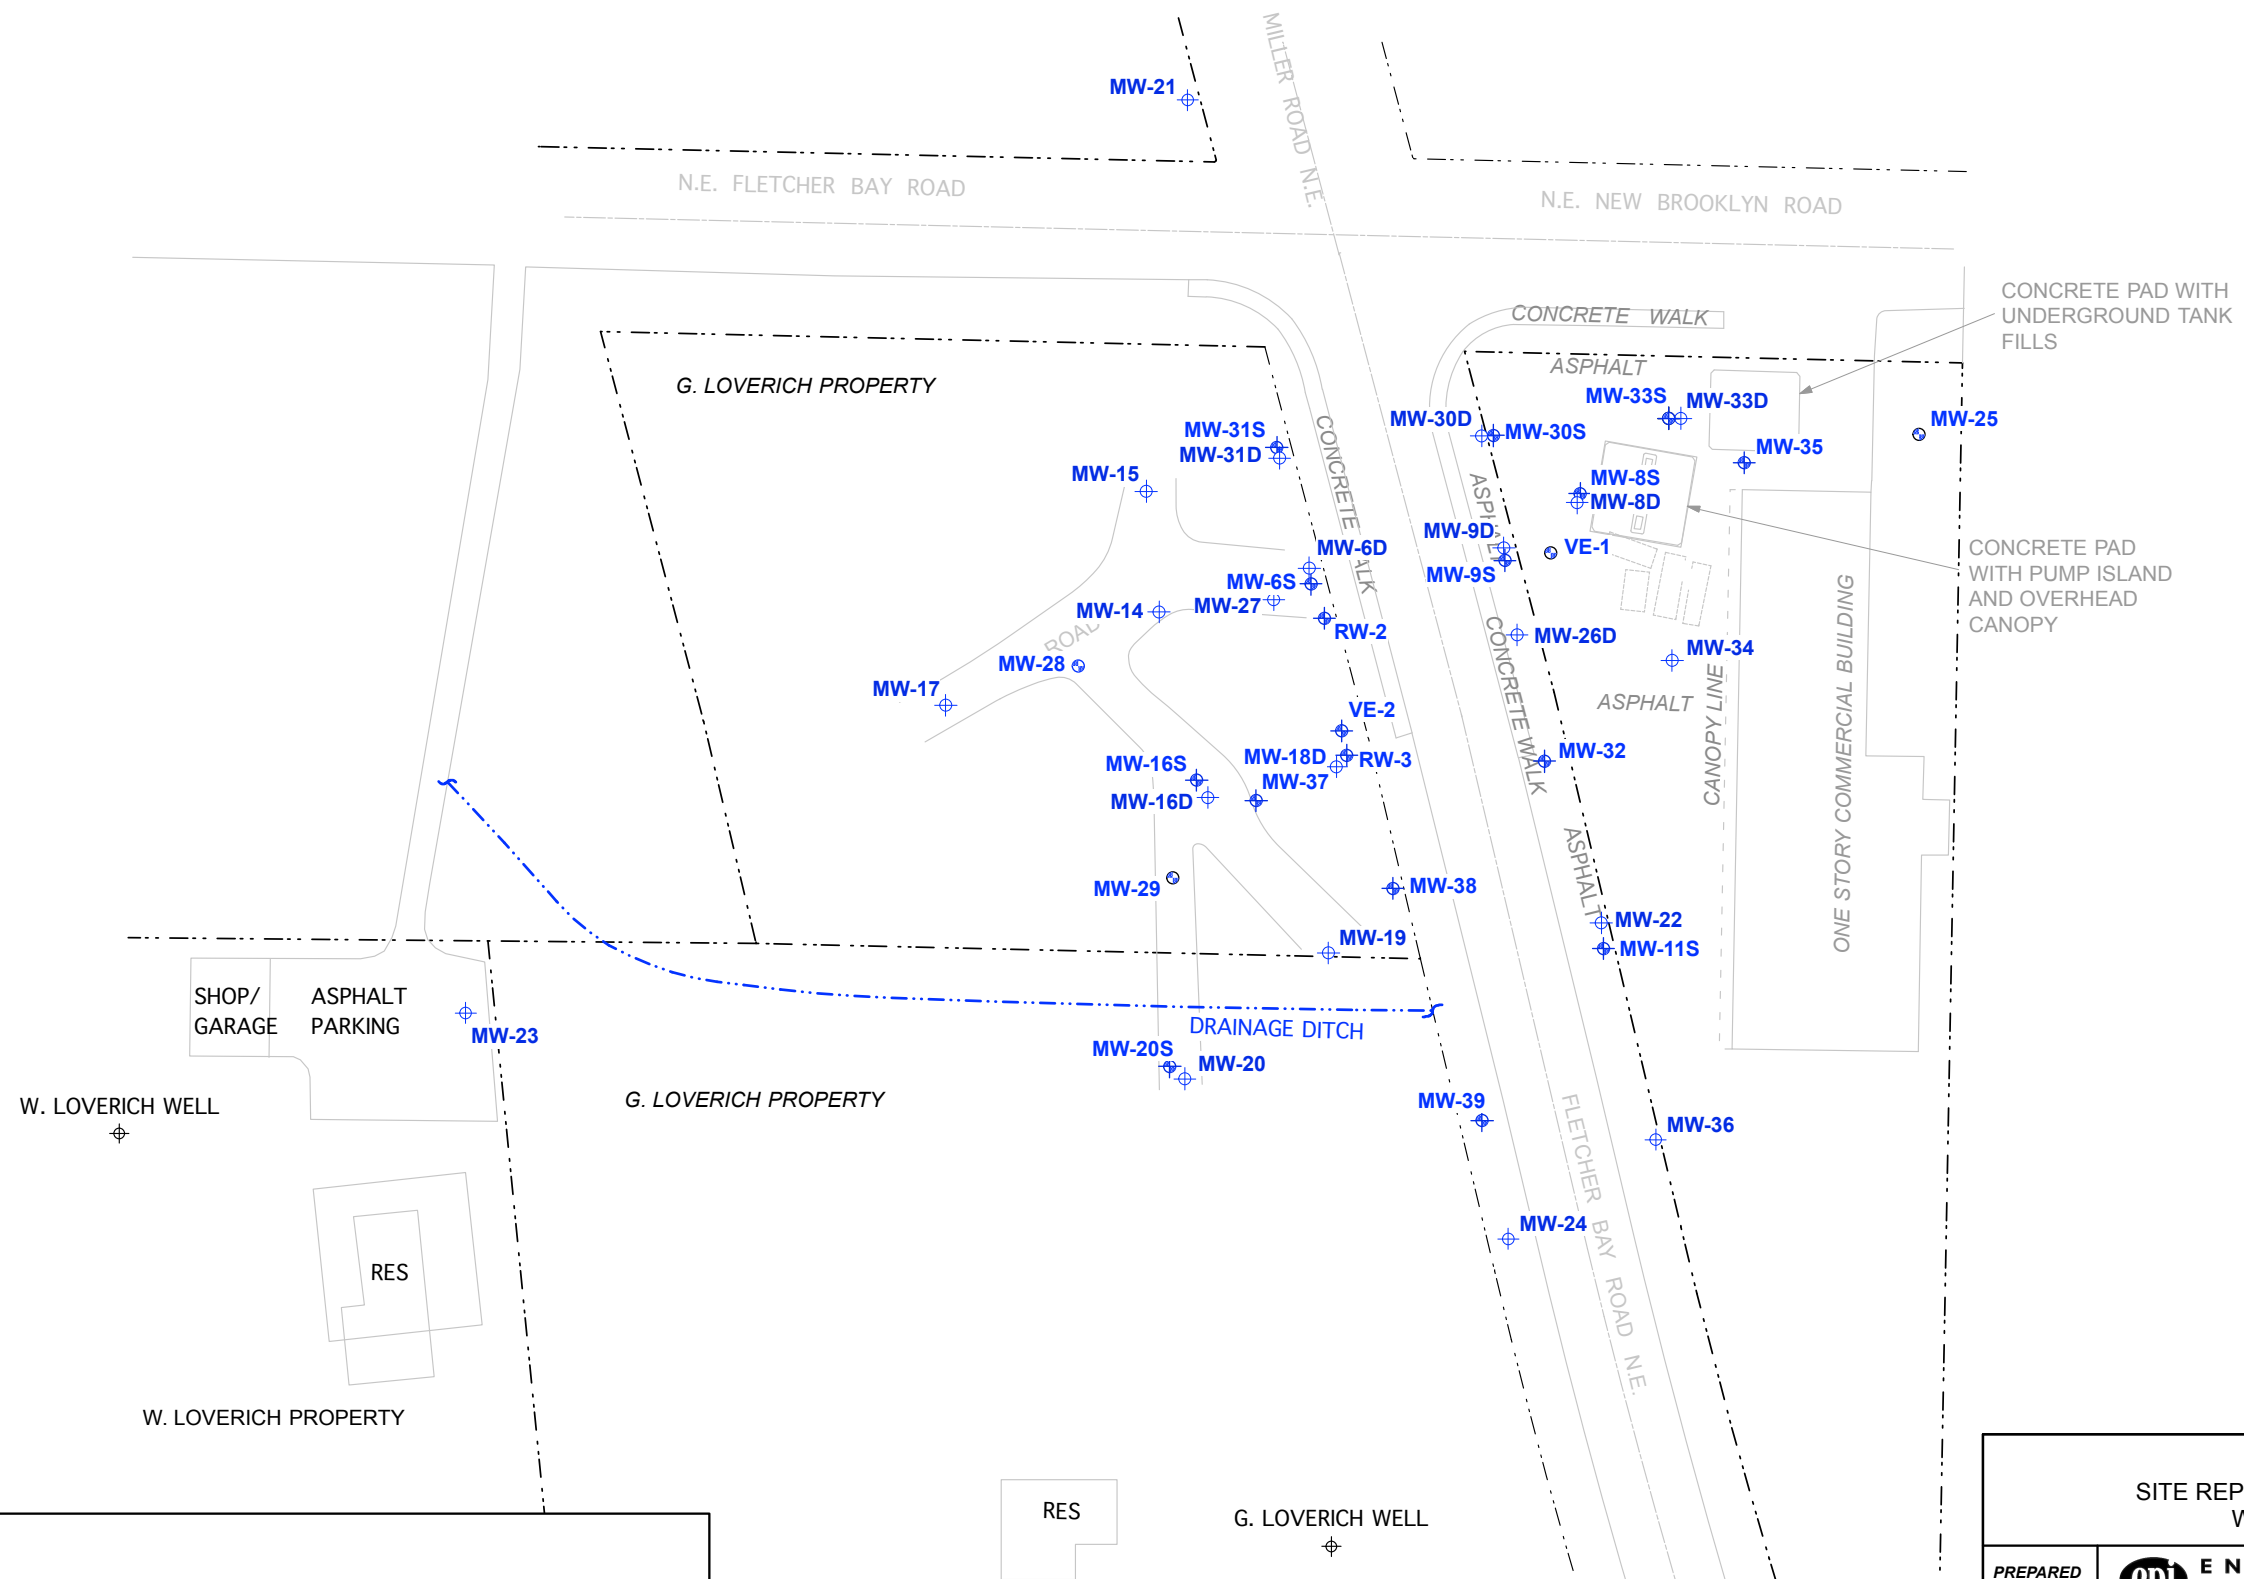 MILLER ROAD N.E.
MW-21
N.E. FLETCHER BAY ROAD
N.E. NEW BROOKLYN ROAD
CONCRETE PAD WITH
UNDERGROUND TANK
FILLS
CONCRETE WALK
ASPHALT
G. LOVERICH PROPERTY
MW-33S
MW-33D
MW-30D
MW-30S
MW-25
MW-31S
MW-31D
MW-35
MW-15
MW-8S
MW-8D
CONCRETE WALK
ASPHALT
MW-9D
VE-1
MW-9S
MW-6D
MW-6S
MW-27
MW-14
RW-2
ROAD
MW-28
MW-17
MW-26D
MW-34
CONCRETE PAD
WITH PUMP ISLAND
AND OVERHEAD
CANOPY
ASPHALT
CANOPY LINE
ONE STORY COMMERCIAL BUILDING
CONCRETE WALK
VE-2
MW-18D
RW-3
MW-37
MW-16S
MW-16D
MW-32
ASPHALT
MW-29
MW-38
MW-22
MW-11S
MW-19
SHOP/
GARAGE
ASPHALT
PARKING
MW-23
DRAINAGE DITCH
MW-20S
MW-20
G. LOVERICH PROPERTY
W. LOVERICH WELL
MW-39
MW-36
FLETCHER BAY ROAD N.E.
MW-24
RES
W. LOVERICH PROPERTY
RES
G. LOVERICH WELL
SITE REP
W
PREPARED
epi
E N